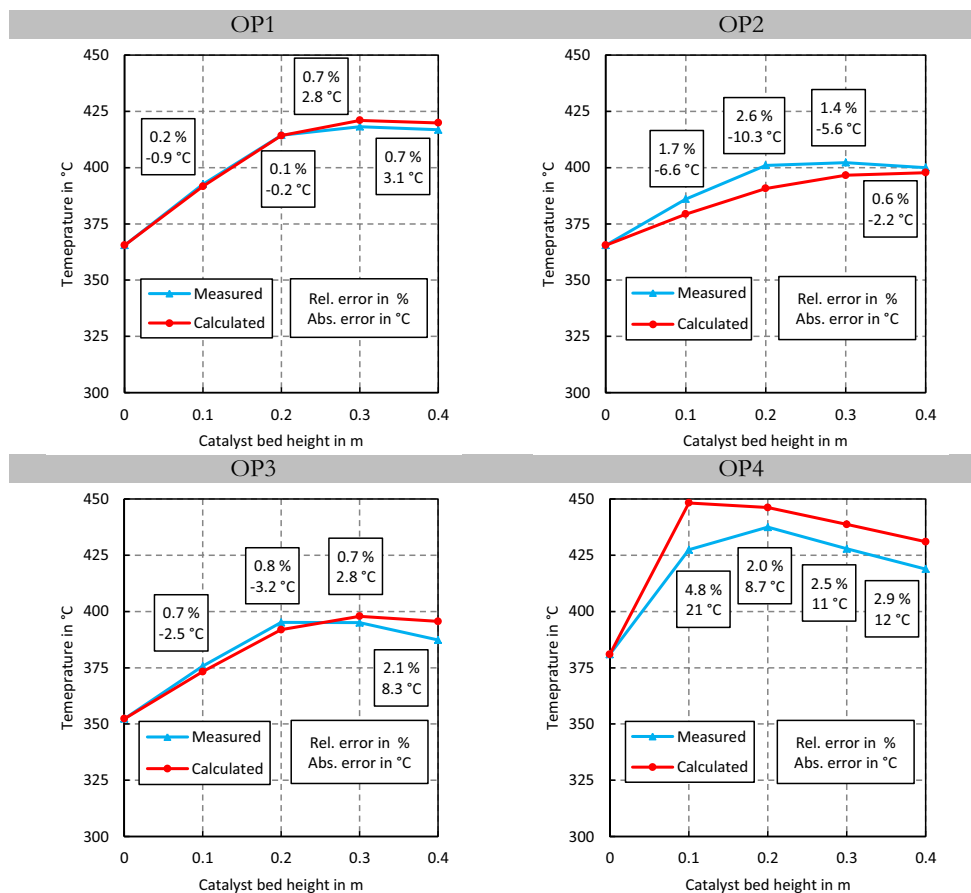 OP1
OP2
450
425
400
375
350
325
300
0
0.1
0.2
0.3
0.4
Temeprature in °C
Catalyst bed height in m
0.2 %
-0.9 °C
0.7 %
2.8 °C
0.1 %
-0.2 °C
0.7 %
3.1 °C
Measured
Calculated
Rel. error in %
Abs. error in °C
450
425
400
375
350
325
300
0
0.1
0.2
0.3
0.4
Temeprature in °C
Catalyst bed height in m
1.7 %
-6.6 °C
2.6 %
-10.3 °C
1.4 %
-5.6 °C
0.6 %
-2.2 °C
Measured
Calculated
Rel. error in %
Abs. error in °C
OP3
OP4
450
425
400
375
350
325
300
0
0.1
0.2
0.3
0.4
Temeprature in °C
Catalyst bed height in m
0.7 %
-2.5 °C
0.8 %
-3.2 °C
0.7 %
2.8 °C
2.1 %
8.3 °C
Measured
Calculated
Rel. error in %
Abs. error in °C
450
425
400
375
350
325
300
0
0.1
0.2
0.3
0.4
Temeprature in °C
Catalyst bed height in m
4.8 %
21 °C
2.0 %
8.7 °C
2.5 %
11 °C
2.9 %
12 °C
Measured
Calculated
Rel. error in %
Abs. error in °C